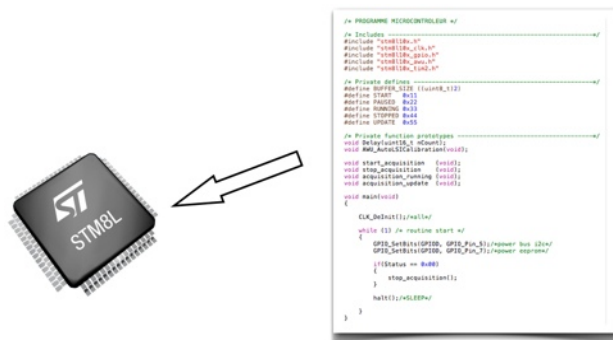 ST
STM8L
/* PROGRAMME MICROCONTROLEUR */
/* Includes ------------------------------------------------------*/
#include "stm8l10x.h"
#include "stm8l10x_clk.h"
#include "stm8l10x_gpio.h"
#include "stm8l10x_awu.h"
#include "stm8l10x_tim2.h"
/* Private defines -----------------------------------------------*/
#define BUFFER_SIZE ((uint8_t)2)
#define START   0x11
#define PAUSED  0x22
#define RUNNING 0x33
#define STOPPED 0x44
#define UPDATE  0x55
/* Private function prototypes -----------------------------------*/
void Delay(uint16_t nCount);
void AWU_AutoLSICalibration(void);
void start_acquisition   (void);
void stop_acquisition    (void);
void acquisition_running (void);
void acquisition_update  (void);
void main(void)
{
CLK_DeInit();/*all*/
while (1) /* routine start */
{
GPIO_SetBits(GPIOD, GPIO_Pin_5);/*power bus i2c*/
GPIO_SetBits(GPIOD, GPIO_Pin_7);/*power eeprom*/
if(Status == 0x00)
{
stop_acquisition();
}
halt();/*SLEEP*/
}
}